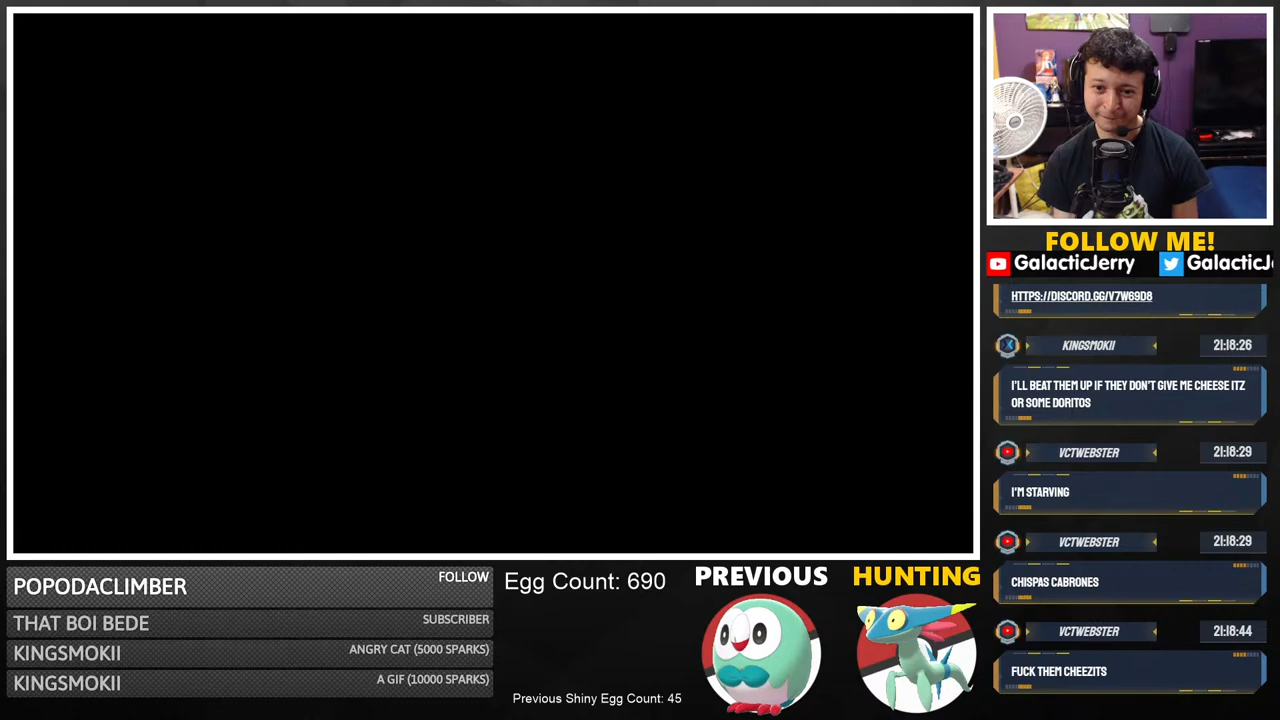 FOLLOW ME!
GalacticJerry
GalacticJe
HTTPS://DISCORD.GG/V7W69D8
KINGSMOKII
21:18:26
I'LL BEAT THEM UP IF THEY DON'T GIVE ME CHEESE ITZ
OR SOME DORITOS
VCTWEBSTER
21:18:29
I'M STARVING
VCTWEBSTER
21:18:29
CHISPAS CABRONES
VCTWEBSTER
21:18:44
FUCK THEM CHEEZITS
POPODACLIMBER
FOLLOW
THAT BOI BEDE
SUBSCRIBER
KINGSMOKII
ANGRY CAT (5000 SPARKS)
KINGSMOKII
A GIF (10000 SPARKS)
Egg Count: 690
Previous Shiny Egg Count: 45
PREVIOUS
HUNTING